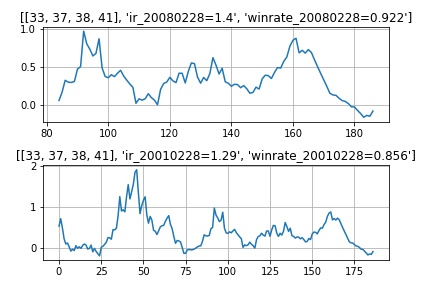 [[33, 37, 38, 41], 'ir_20080228=1.4', 'winrate_20080228=0.922']
1.0
0.5
0.0
80 100 120 140 160 180
[[33, 37, 38, 41], 'ir_20010228=1.29', 'winrate_20010228=0.856']
2
1
0
0 25 50 75 100 125 150 175